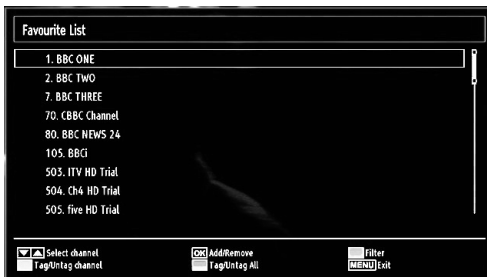 Favourite List
1. BBC ONE
2. BBC TWO
7. BBC THREE
70. CBBC Channel
80. BBC NEWS 24
105. BBCi
503. ITV HD Trial
504. Ch4 HD Trial
505. five HD Trial
Select channel OK Add/Remove Filter
Tag/Untag channel Tag/Untag All MENU Exit